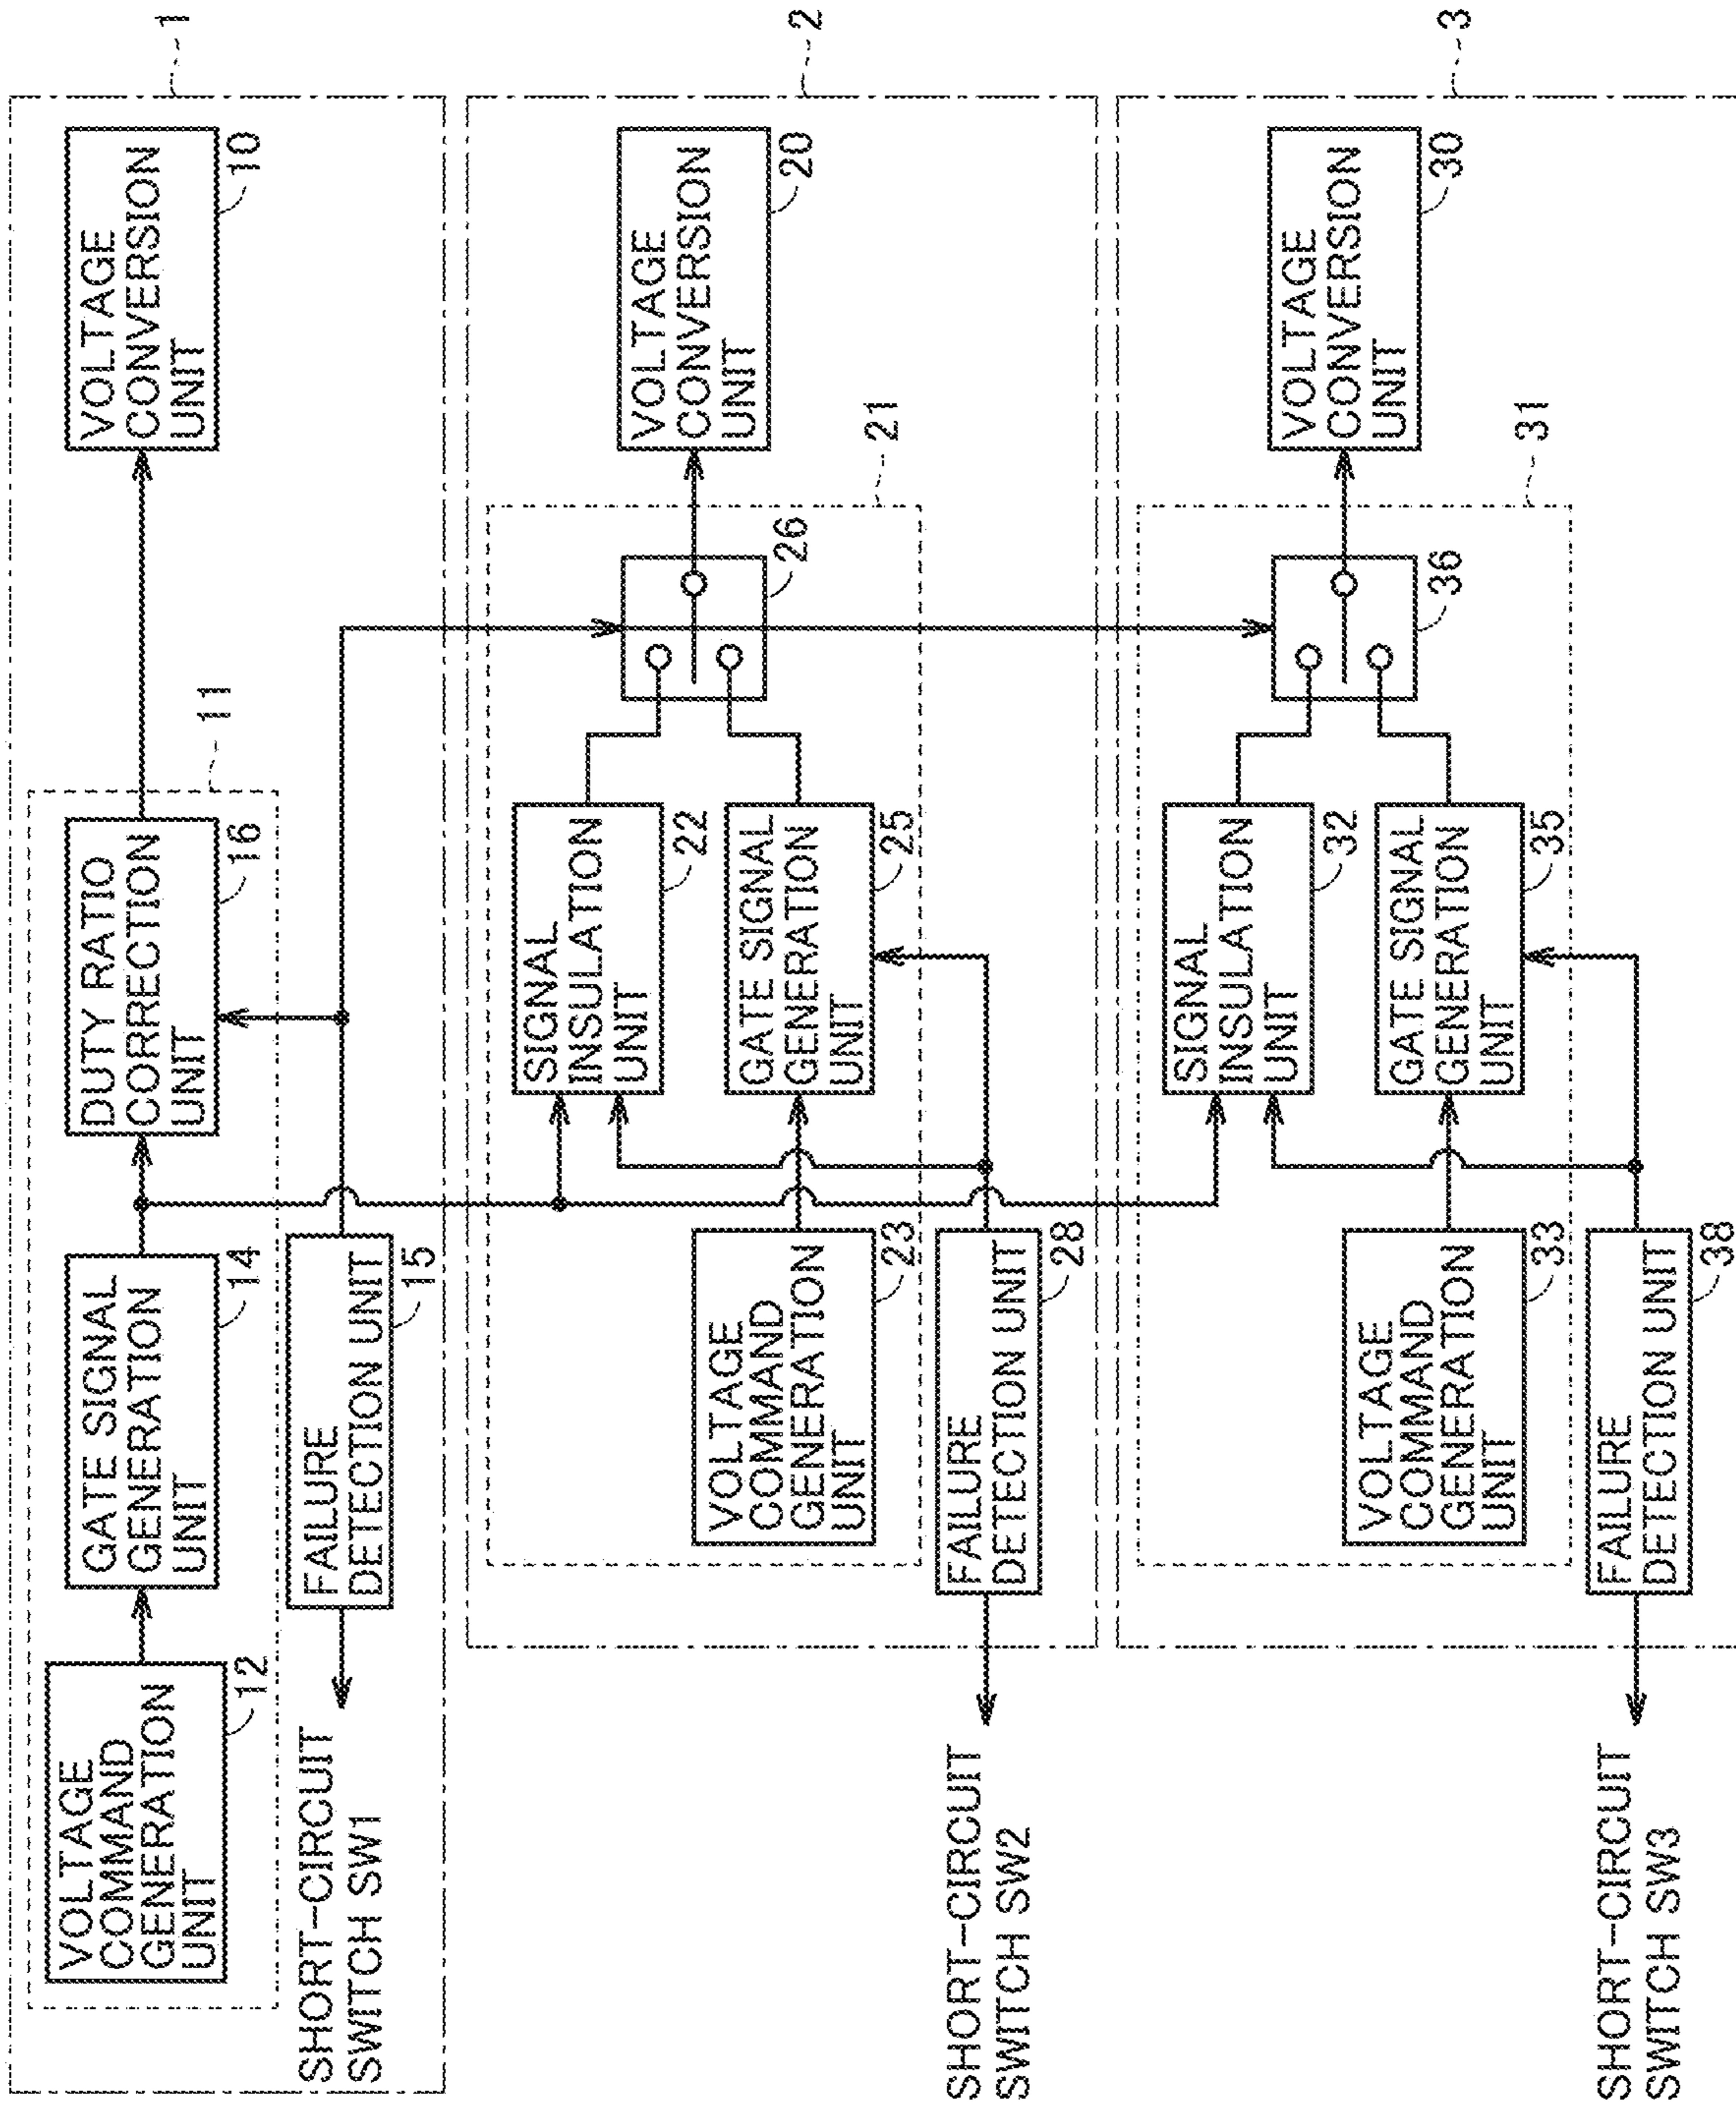 VOLTAGE
COMMAND
GENERATION
UNIT
12
GATE SIGNAL
GENERATION
UNIT
14
DUTY RATIO
CORRECTION
UNIT
16
11
VOLTAGE
CONVERSION
UNIT
10
1
FAILURE
DETECTION UNIT
15
SHORT-CIRCUIT
SWITCH SW1
SIGNAL
INSULATION
UNIT
22
VOLTAGE
COMMAND
GENERATION
UNIT
23
GATE SIGNAL
GENERATION
UNIT
25
26
21
VOLTAGE
CONVERSION
UNIT
20
2
FAILURE
DETECTION UNIT
28
SHORT-CIRCUIT
SWITCH SW2
SIGNAL
INSULATION
UNIT
32
VOLTAGE
COMMAND
GENERATION
UNIT
33
GATE SIGNAL
GENERATION
UNIT
35
36
31
VOLTAGE
CONVERSION
UNIT
30
3
FAILURE
DETECTION UNIT
38
SHORT-CIRCUIT
SWITCH SW3